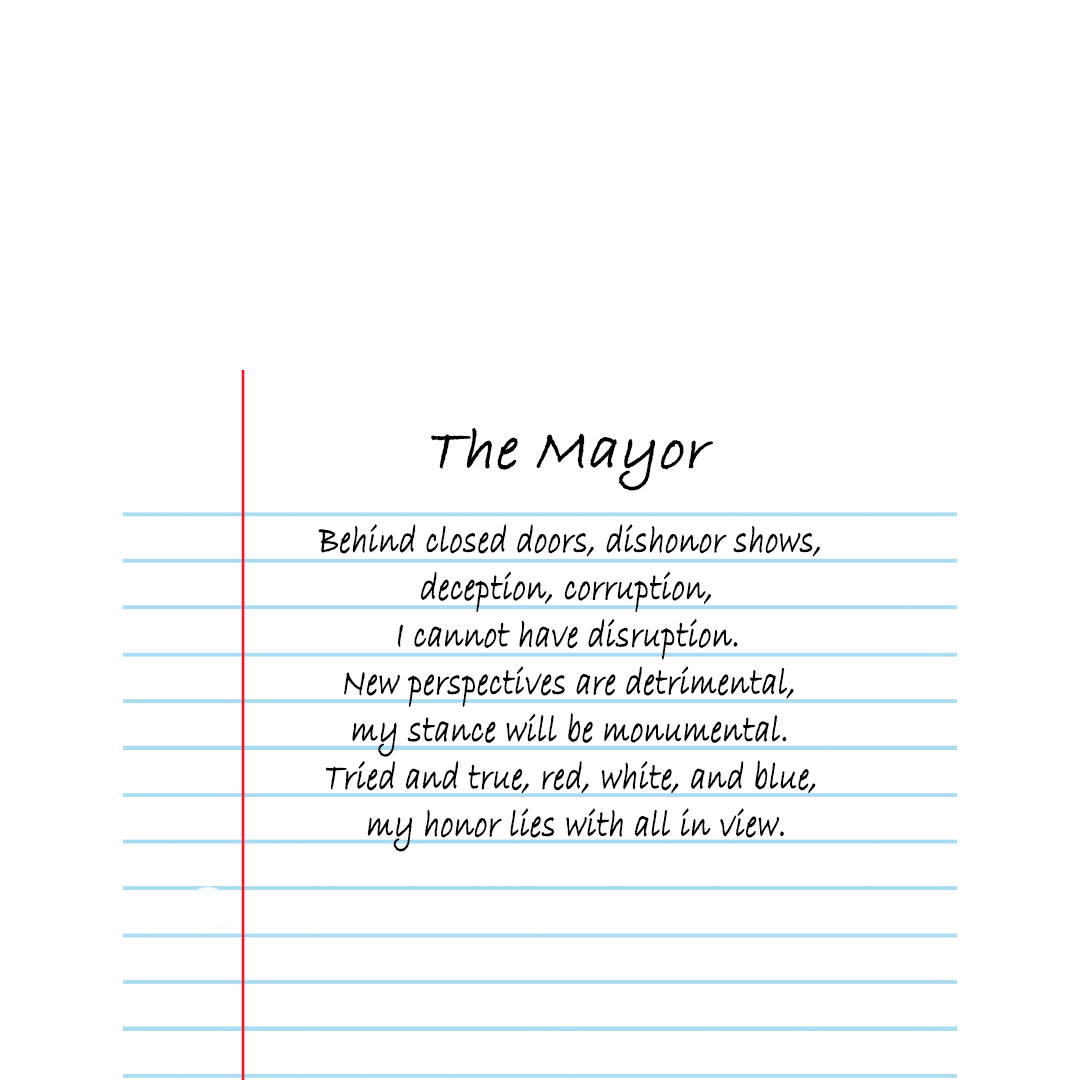 The Mayor
Behind closed doors, dishonor shows,
deception, corruption,
I cannot have disruption.
New perspectives are detrimental,
my stance will be monumental.
Tried and true, red, white, and blue,
my honor lies with all in view.